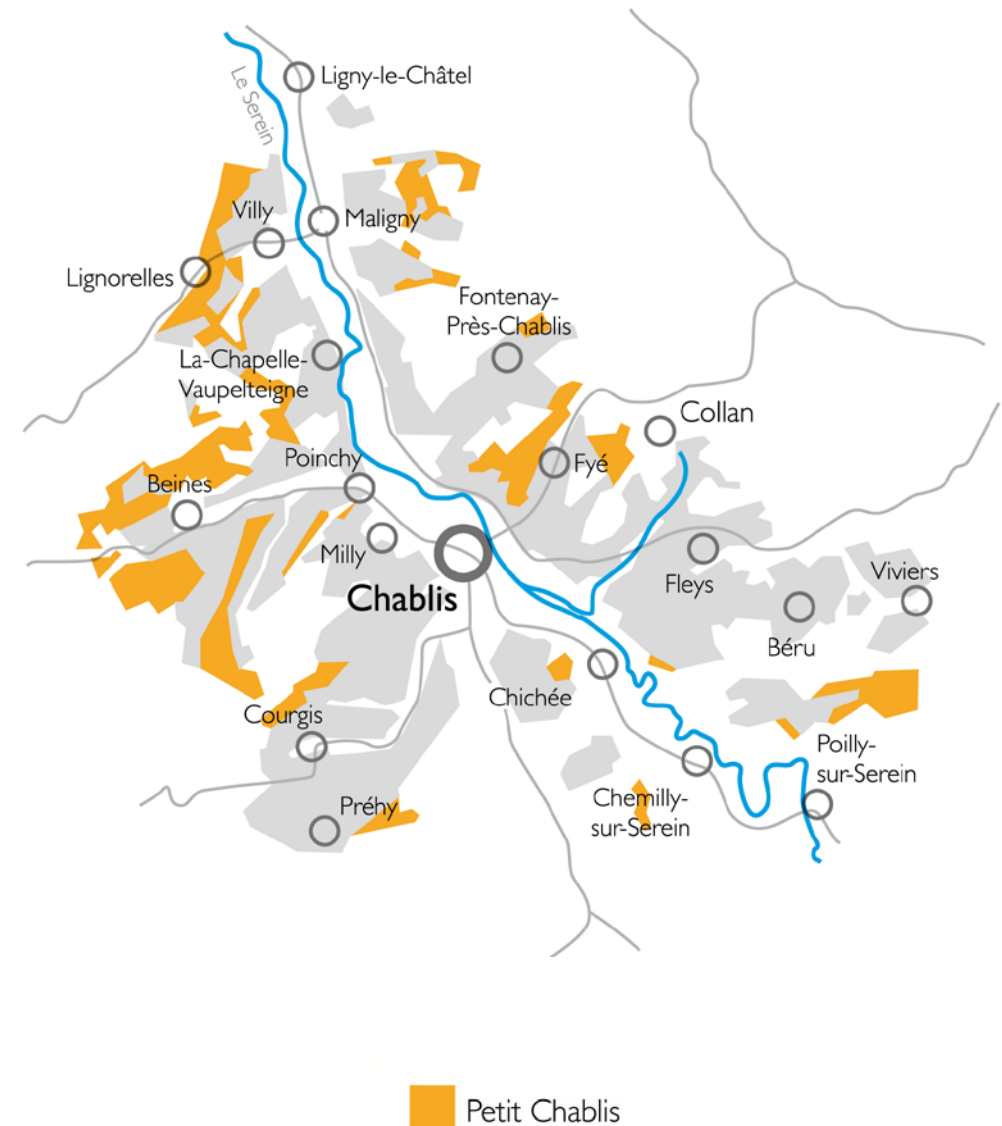 Ligny-le-Châtel
Le Serein
Villy
Maligny
Lignorelles
Fontenay-
Près-Chablis
La-Chapelle-
Vaupelteigne
Collan
Poinchy
Fyé
Beines
Milly
Chablis
Fleys
Viviers
Béru
Chichée
Courgis
Poilly-
sur-Serein
Préhy
Chemilly-
sur-Serein
Petit Chablis